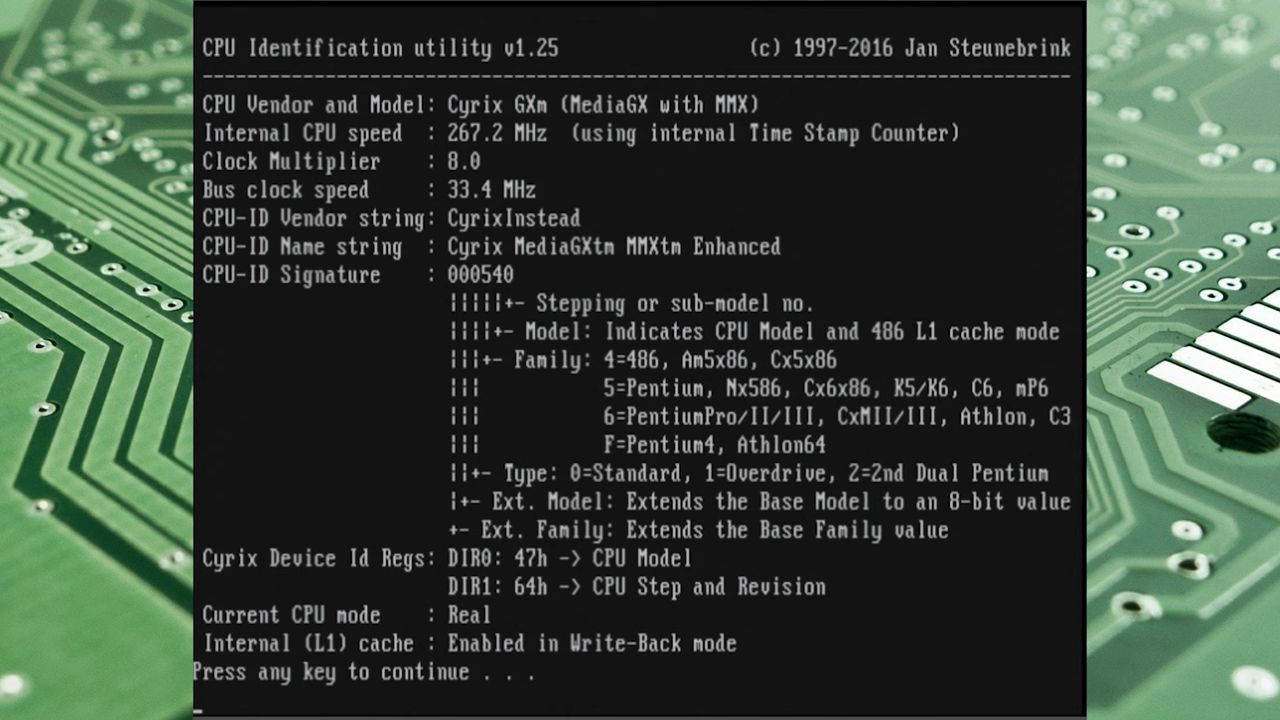 CPU Identification utility v1.25 (c) 1997-2016 Jan Steunebrink
-------------------------------------------------------------------------------
CPU Vendor and Model: Cyrix GXm (MediaGX with MMX)
Internal CPU speed : 267.2 MHz (using internal Time Stamp Counter)
Clock Multiplier : 8.0
Bus clock speed : 33.4 MHz
CPU-ID Vendor string: CyrixInstead
CPU-ID Name string : Cyrix MediaGXtm MMXtm Enhanced
CPU-ID Signature : 000540
¦¦¦¦¦+- Stepping or sub-model no.
¦¦¦¦+- Model: Indicates CPU Model and 486 L1 cache mode
¦¦¦+- Family: 4=486, Am5x86, Cx5x86
¦¦¦ 5=Pentium, Nx586, Cx6x86, K5/K6, C6, mP6
¦¦¦ 6=PentiumPro/II/III, CxMII/III, Athlon, C3
¦¦¦ F=Pentium4, Athlon64
¦¦+- Type: 0=Standard, 1=Overdrive, 2=2nd Dual Pentium
¦+- Ext. Model: Extends the Base Model to an 8-bit value
+- Ext. Family: Extends the Base Family value
Cyrix Device Id Regs: DIR0: 47h -> CPU Model
DIR1: 64h -> CPU Step and Revision
Current CPU mode : Real
Internal (L1) cache : Enabled in Write-Back mode
Press any key to continue . . .
_